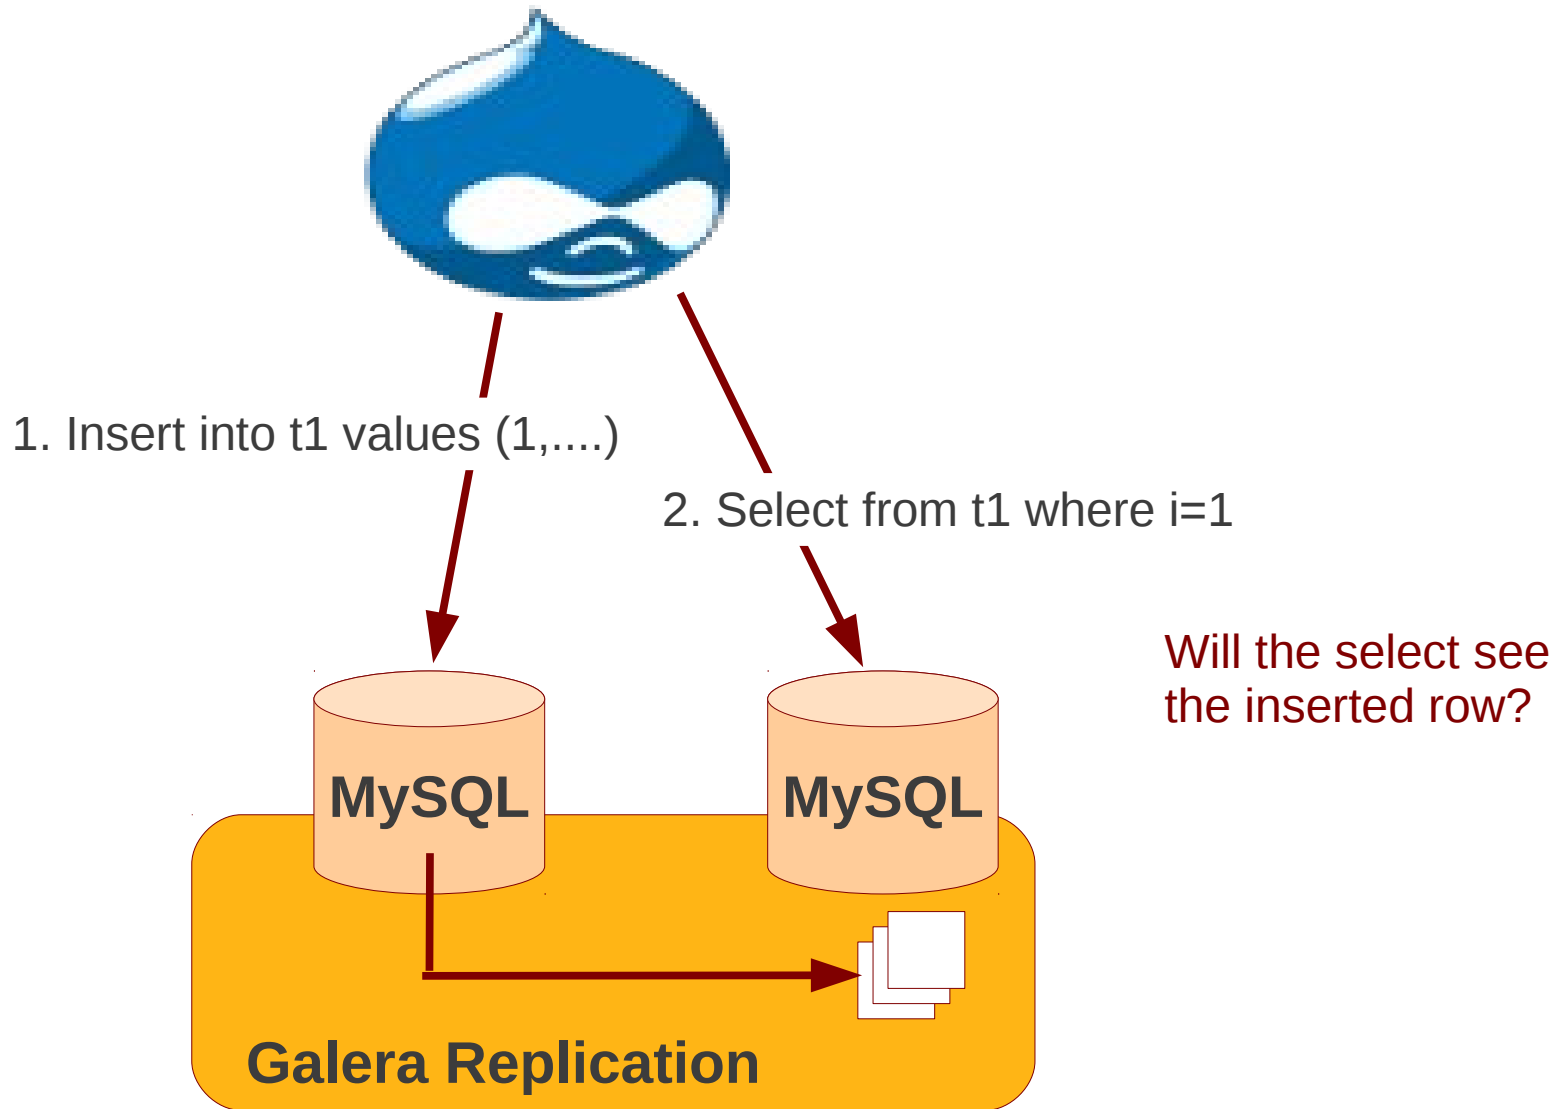 1. Insert into t1 values (1,....)
2. Select from t1 where i=1
Will the select see
the inserted row?
MySQL
MySQL
Galera Replication